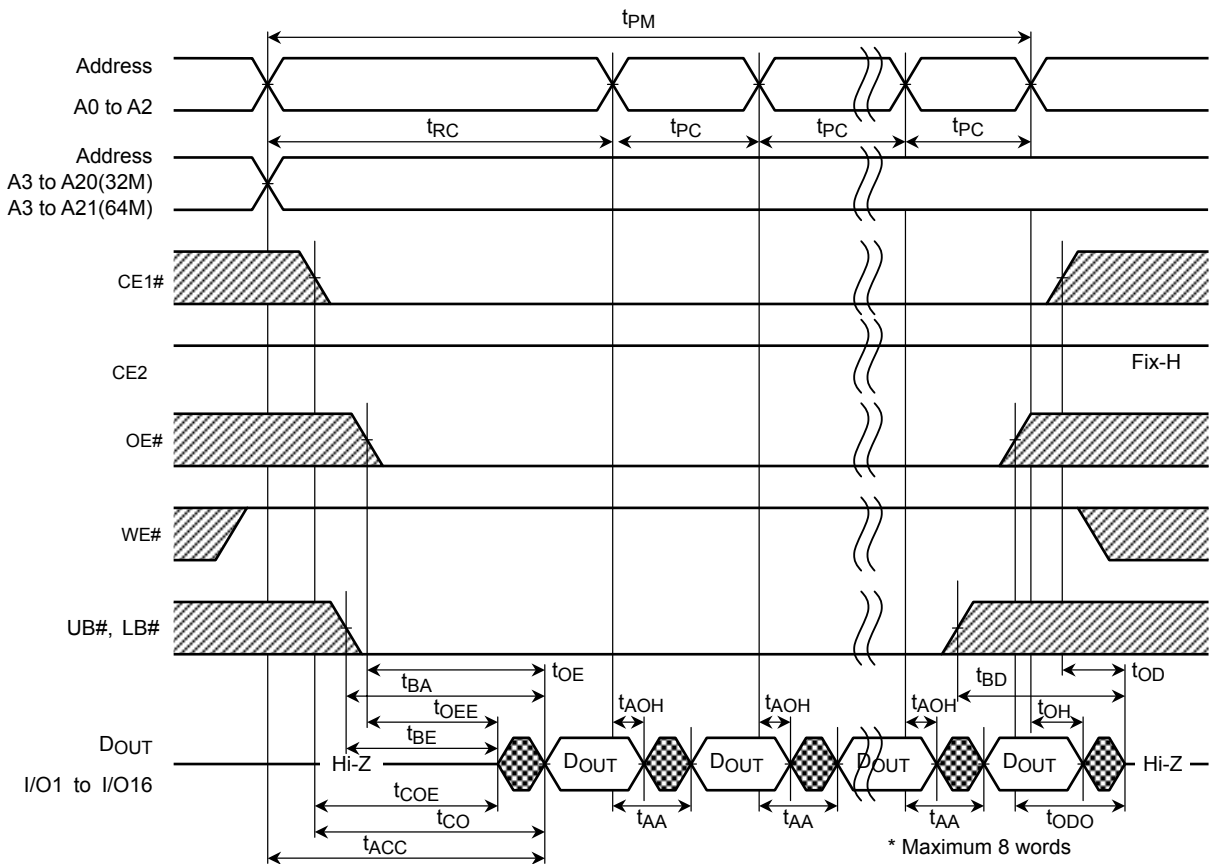 tPM
Address
A0 to A2
tRC
tPC
tPC
tPC
Address
A3 to A20(32M)
A3 to A21(64M)
CE1#
CE2
Fix-H
OE#
WE#
UB#, LB#
tOE
tOD
tBA
tBD
tOEE
tAOH
tAOH
tAOH
tOH
tBE
DOUT
I/O1 to I/O16
Hi-Z
DOUT
DOUT
DOUT
DOUT
Hi-Z
tCOE
tAA
tAA
tAA
tODO
tCO
* Maximum 8 words
tACC